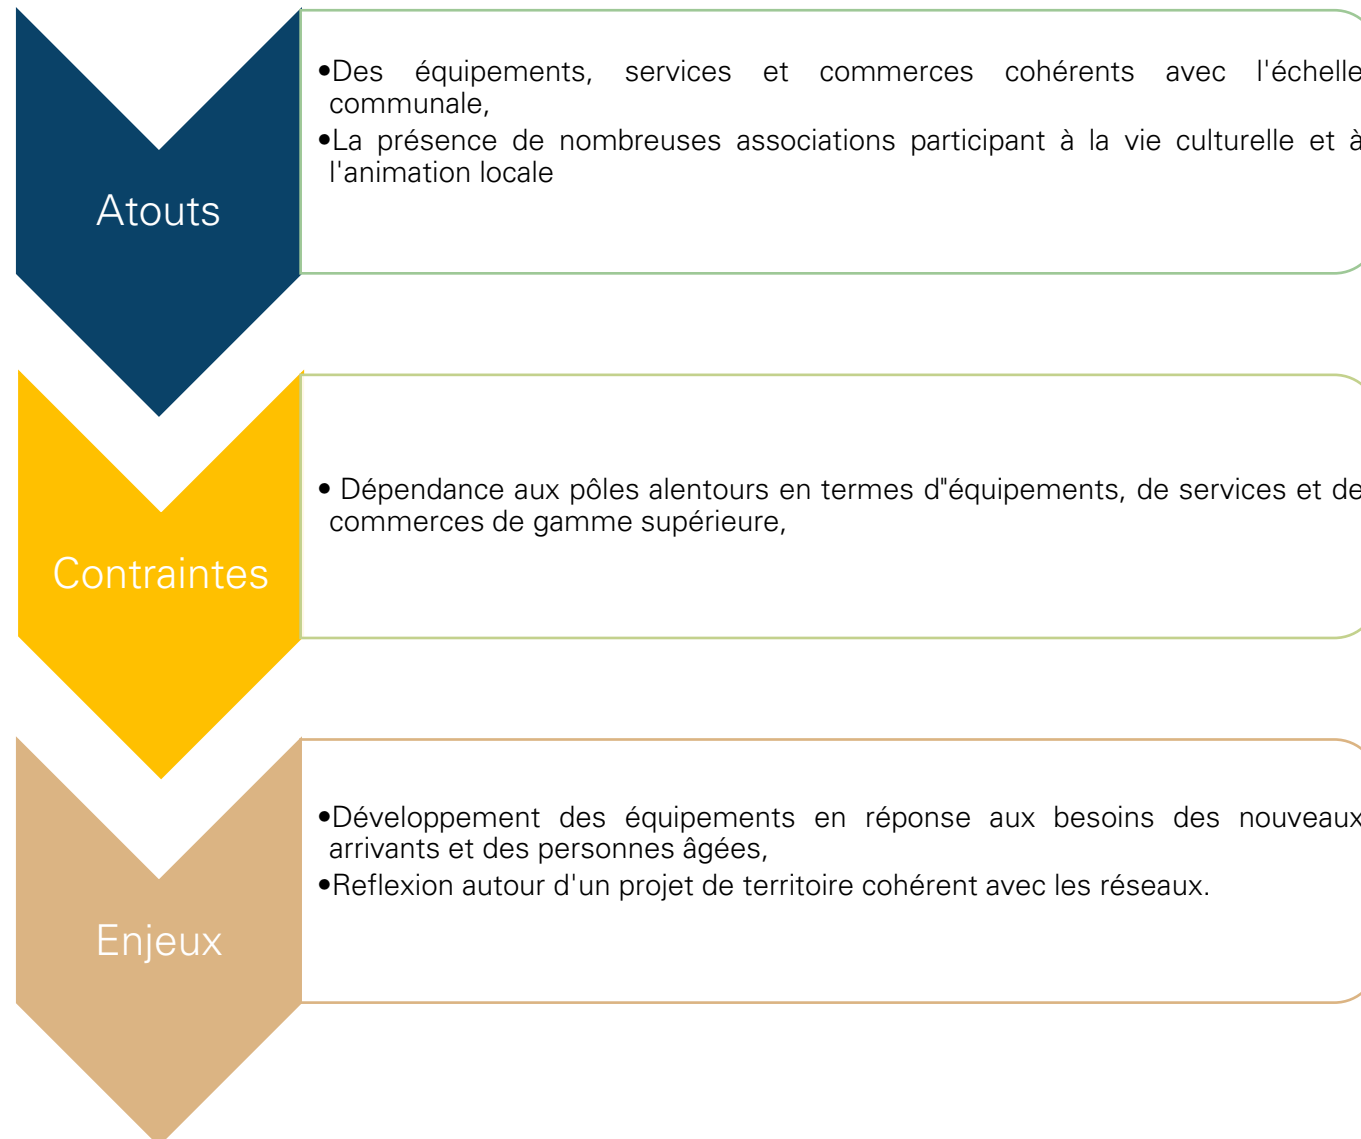 Atouts
•Des équipements, services et commerces cohérents avec l'échelle
communale,
•La présence de nombreuses associations participant à la vie culturelle et à
l'animation locale
Contraintes
• Dépendance aux pôles alentours en termes d"équipements, de services et de
commerces de gamme supérieure,
Enjeux
•Développement des équipements en réponse aux besoins des nouveaux
arrivants et des personnes âgées,
•Reflexion autour d'un projet de territoire cohérent avec les réseaux.